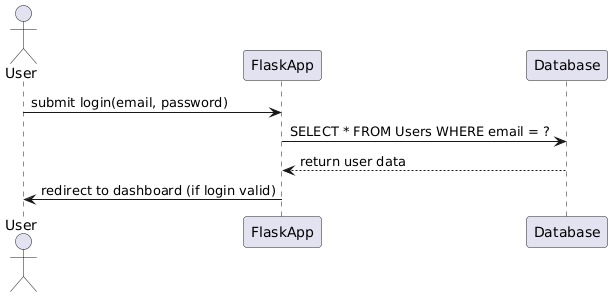 User
FlaskApp
Database
submit login(email, password)
SELECT * FROM Users WHERE email = ?
return user data
redirect to dashboard (if login valid)
User
FlaskApp
Database